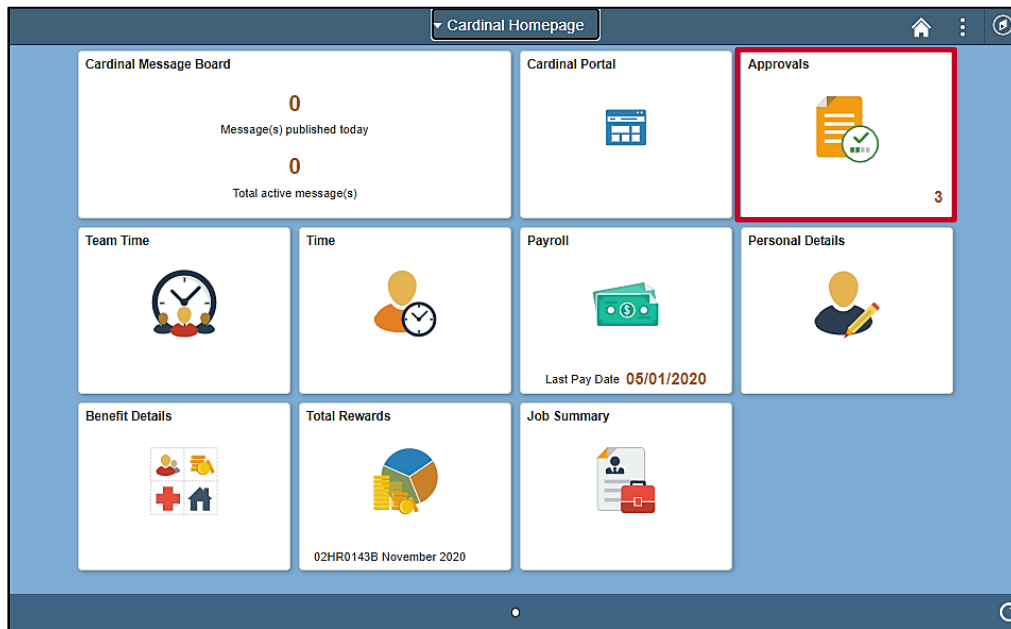 Cardinal Homepage
Cardinal Message Board
0
Message(s) published today
0
Total active message(s)
Cardinal Portal
Approvals
3
Team Time
Time
Payroll
Last Pay Date 05/01/2020
Personal Details
Benefit Details
Total Rewards
02HR0143B November 2020
Job Summary